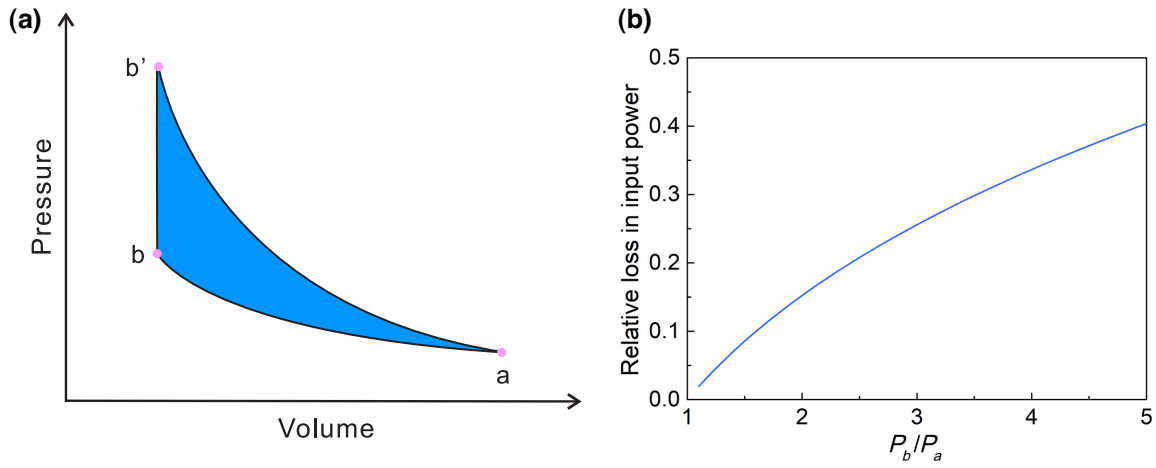 (a)
b'
b
a
Pressure
Volume
(b)
Relative loss in input power
0.5
0.4
0.3
0.2
0.1
0.0
1 2 3 4 5
P_b/P_a